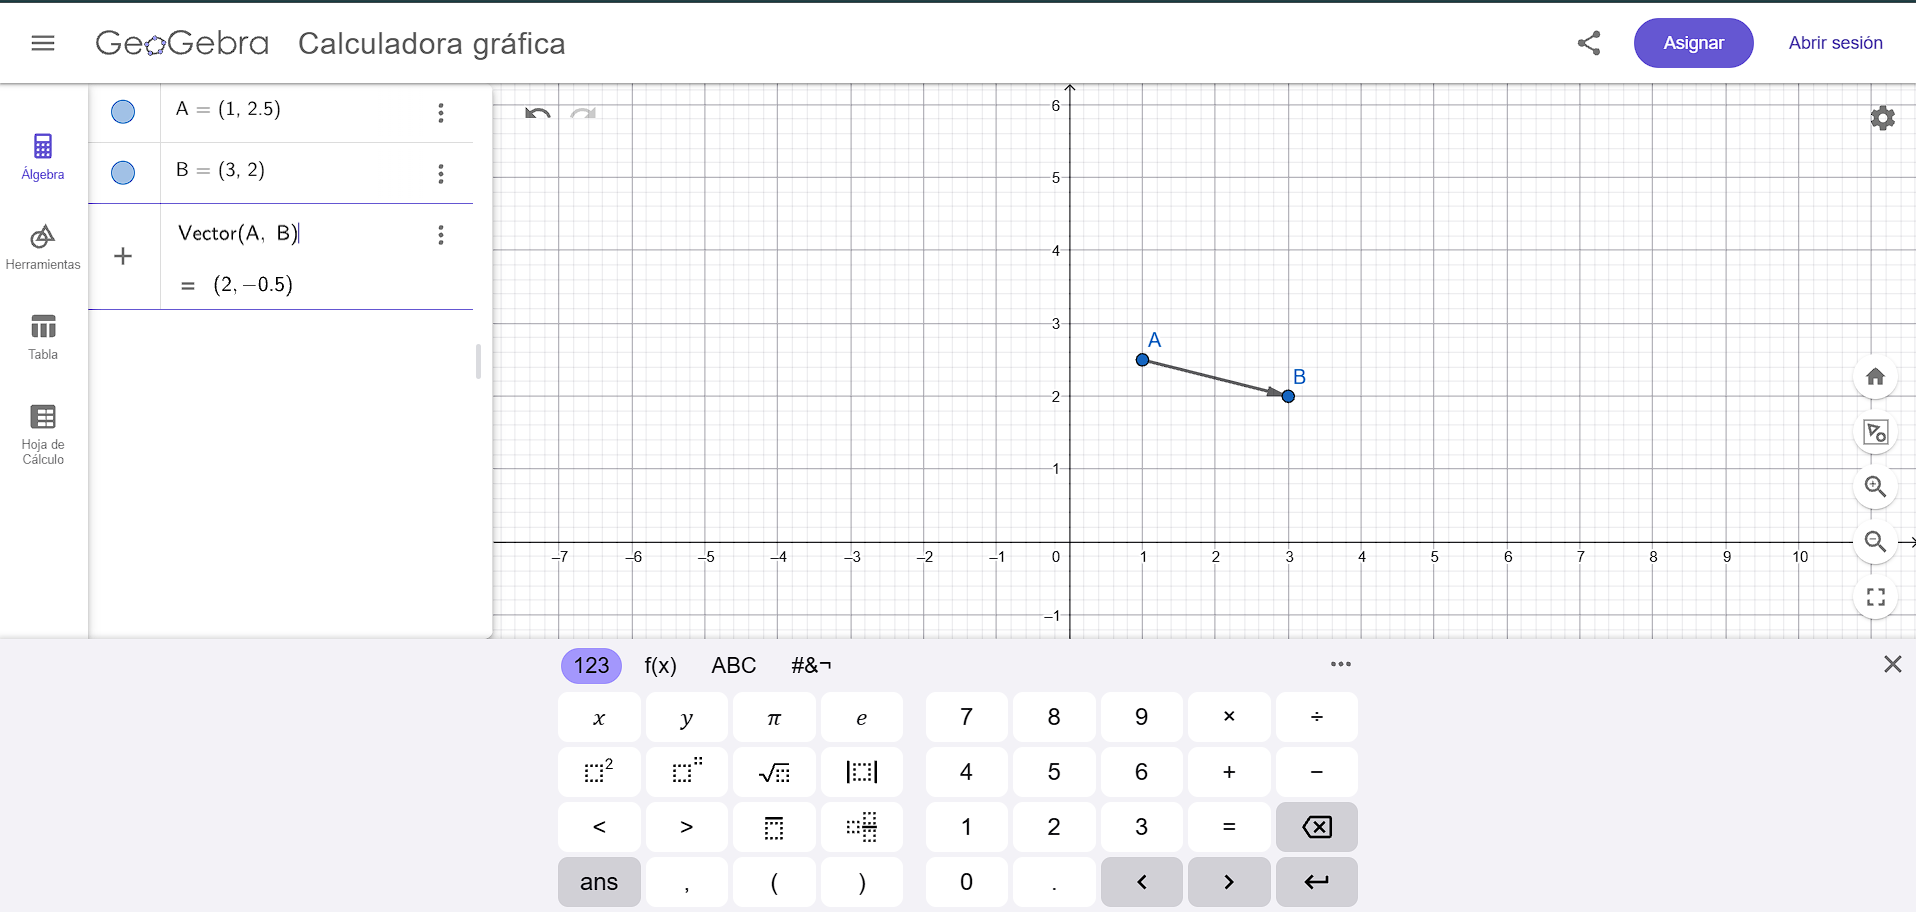 GeoGebra Calculadora gráfica
Asignar
Abrir sesión
Álgebra
Herramientas
Tabla
Hoja de
Cálculo
A = (1, 2.5)
B = (3, 2)
+
Vector(A, B)
= (2, −0.5)
6
5
4
3
2
1
−1
A
B
−7 −6 −5 −4 −3 −2 −1 0 1 2 3 4 5 6 7 8 9 10
123 f(x) ABC #&¬
x y π e 7 8 9 × ÷
2 √ 4 5 6 + −
< > 1 2 3 =
ans , ( ) 0 . < >